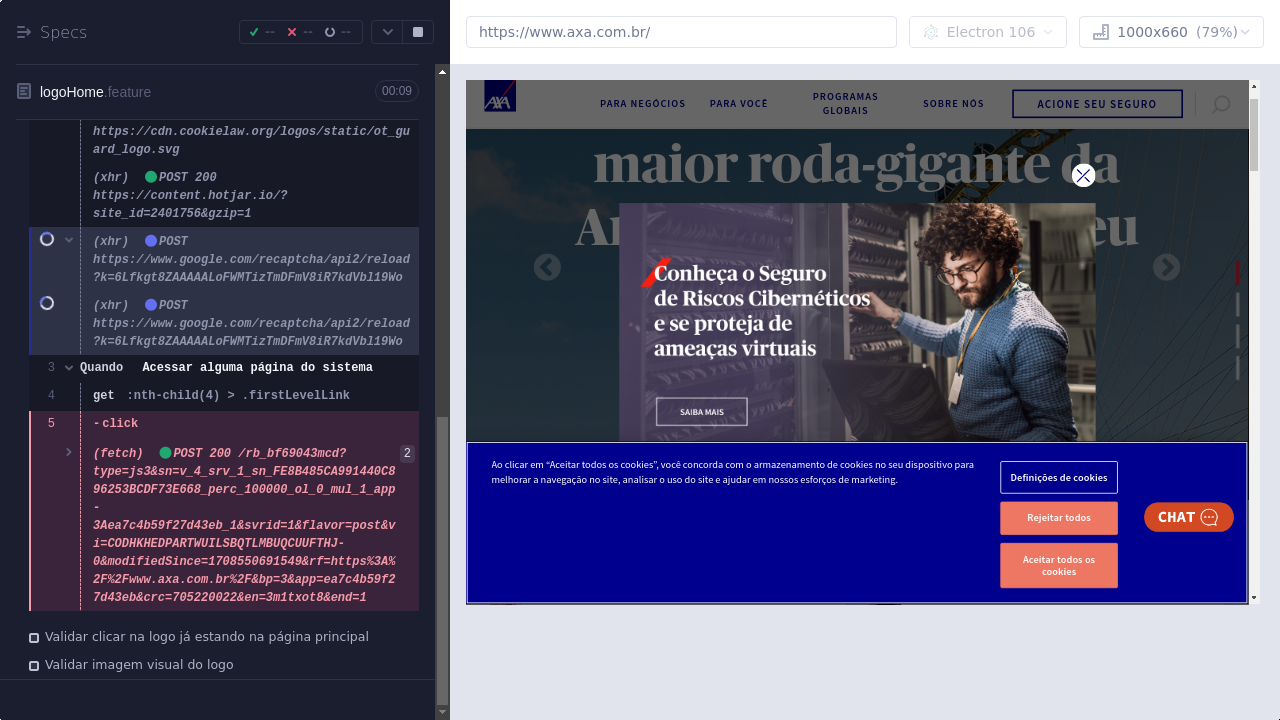 Specs
-- -- --
logoHome.feature
00:09
https://cdn.cookielaw.org/logos/static/ot_gu
ard_logo.svg
(xhr) POST 200
https://content.hotjar.io/?
site_id=2401756&gzip=1
(xhr) POST
https://www.google.com/recaptcha/api2/reload
?k=6Lfkgt8ZAAAAALoFWMTizTmDFmV8iR7kdVbl19Wo
(xhr) POST
https://www.google.com/recaptcha/api2/reload
?k=6Lfkgt8ZAAAAALoFWMTizTmDFmV8iR7kdVbl19Wo
3 Quando Acessar alguma página do sistema
4 get :nth-child(4) > .firstLevelLink
5 -click
(fetch) POST 200 /rb_bf69043mcd? 2
type=js3&sn=v_4_srv_1_sn_FE8B485CA991440C8
96253BCDF73E668_perc_100000_ol_0_mul_1_app
-
3Aea7c4b59f27d43eb_1&svrid=1&flavor=post&v
i=CODHKHEDPARTWUILSBQTLMBUQCUUFTHJ-
0&modifiedSince=1708550691549&rf=https%3A%
2F%2Fwww.axa.com.br%2F&bp=3&app=ea7c4b59f2
7d43eb&crc=705220022&en=3m1txot8&end=1
Validar clicar na logo já estando na página principal
Validar imagem visual do logo
https://www.axa.com.br/
Electron 106
1000x660 (79%)
AXA
PARA NEGÓCIOS
PARA VOCÊ
PROGRAMAS
GLOBAIS
SOBRE NÓS
ACIONE SEU SEGURO
maior roda-gigante da
Conheça o Seguro
de Riscos Cibernéticos
e se proteja de
ameaças virtuais
SAIBA MAIS
Ao clicar em “Aceitar todos os cookies”, você concorda com o armazenamento de cookies no seu dispositivo para
melhorar a navegação no site, analisar o uso do site e ajudar em nossos esforços de marketing.
Definições de cookies
Rejeitar todos
Aceitar todos os
cookies
CHAT